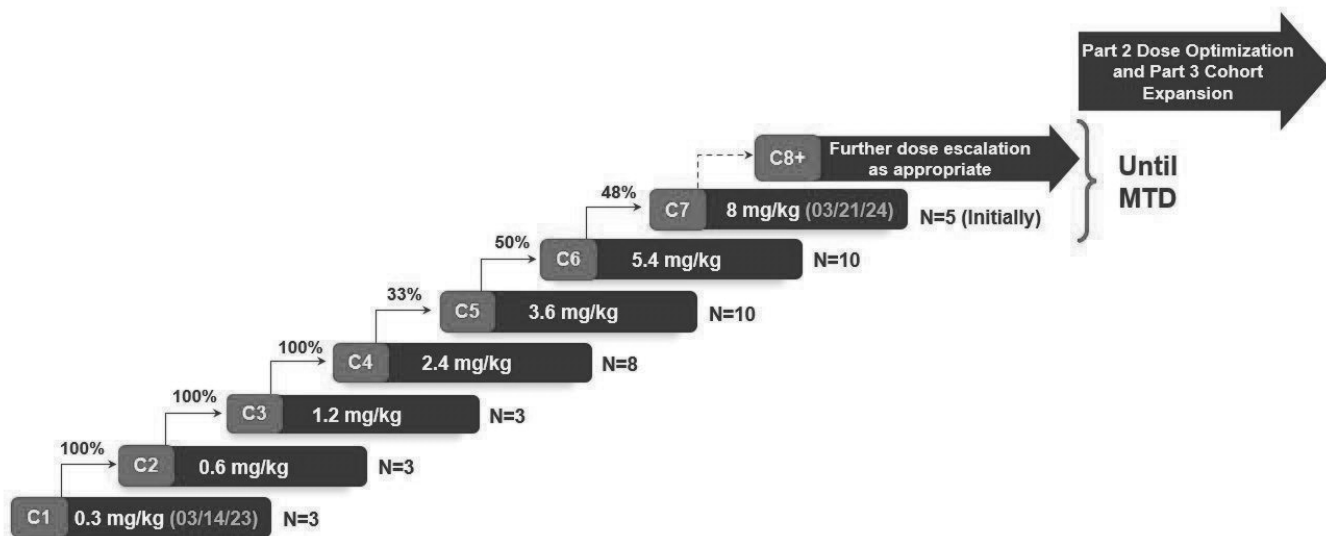 Part 2 Dose Optimization
and Part 3 Cohort
Expansion
C8+
Further dose escalation
as appropriate
Until
MTD
48%
C7
8 mg/kg (03/21/24)
N=5 (Initially)
50%
C6
5.4 mg/kg
N=10
33%
C5
3.6 mg/kg
N=10
100%
C4
2.4 mg/kg
N=8
100%
C3
1.2 mg/kg
N=3
100%
C2
0.6 mg/kg
N=3
C1
0.3 mg/kg (03/14/23)
N=3